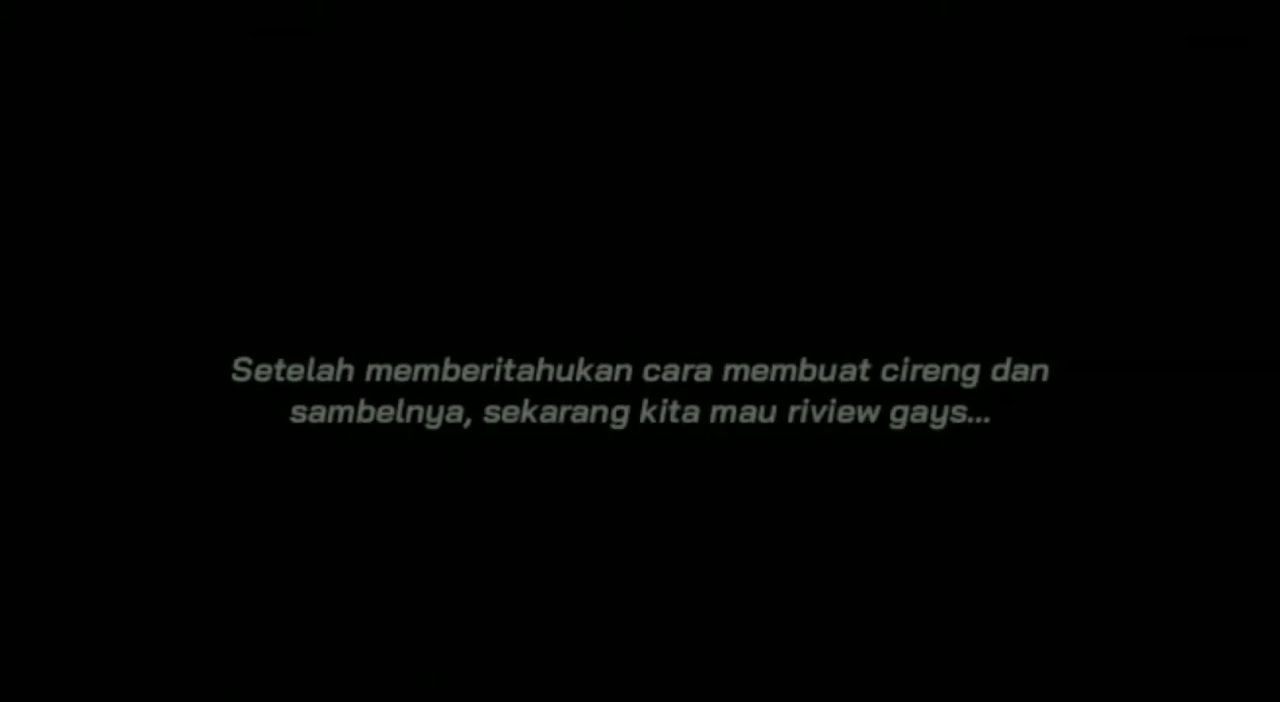 Setelah memberitahukan cara membuat cireng dan
sambelnya, sekarang kita mau riview gays...